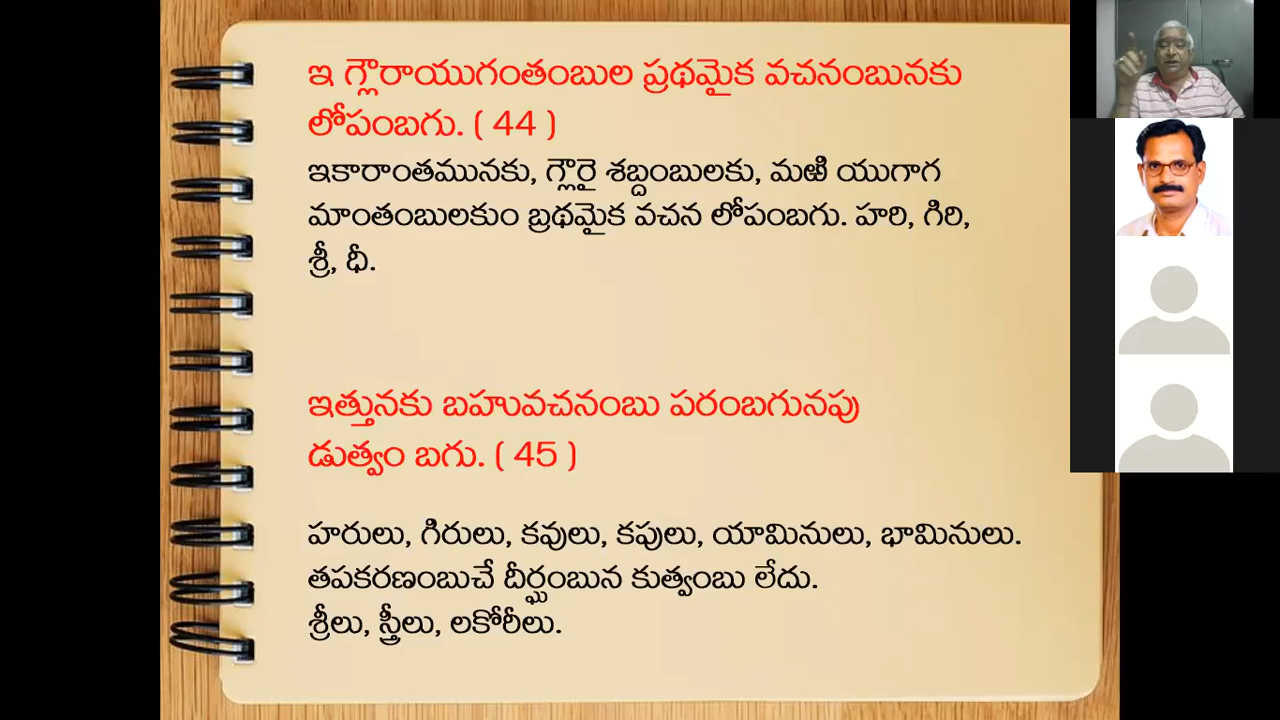 ఇ గ్లౌరాయుగంతంబుల ప్రథమైక వచనంబునకు
లోపంబగు. ( 44 )
ఇకారాంతమునకు, గ్లౌరై శబ్దంబులకు, మఱి యుగాగ
మాంతంబులకుం బ్రథమైక వచన లోపంబగు. హరి, గిరి,
శ్రీ, ధీ.
ఇత్తునకు బహువచనంబు పరంబగునపు
డుత్వం బగు. ( 45 )
హరులు, గిరులు, కవులు, కపులు, యామినులు, భామినులు.
తపకరణంబుచే దీర్ఘంబున కుత్వంబు లేదు.
శ్రీలు, స్త్రీలు, లకోరీలు.